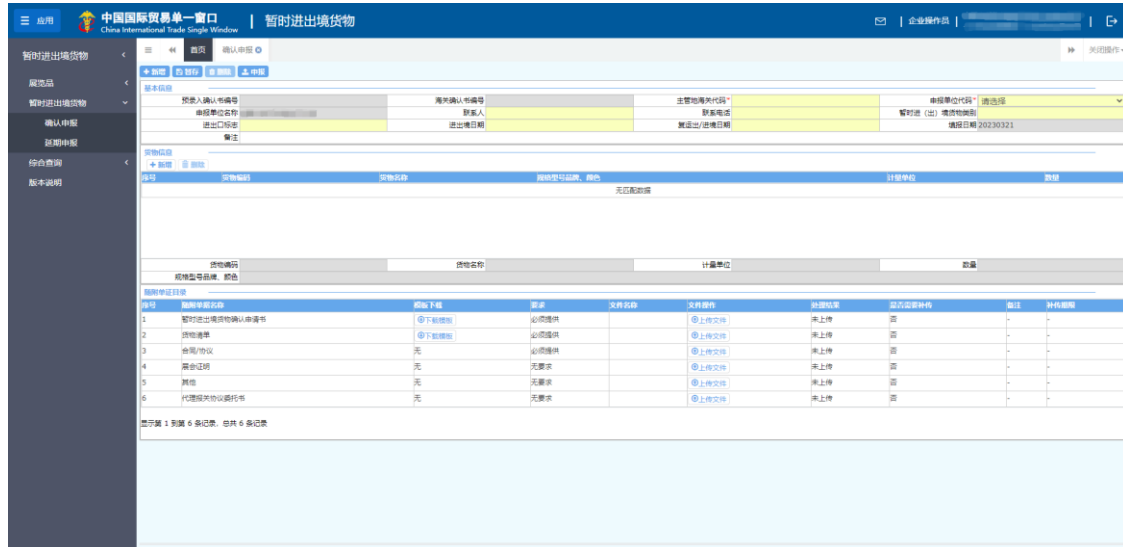 应用 中国国际贸易单一窗口 | 暂时进出境货物 | 企业操作员 | |
China International Trade Single Window
暂时进出境货物 首页 确认申报 关闭操作
展览品
暂时进出境货物
确认申报
延期申报
综合查询
版本说明
+新增 暂存 删除 申报
基本信息
预录入确认书编号 海关确认书编号 主管地海关代码* 申报单位代码* 请选择
申报单位名称 联系人 联系电话 暂时进（出）境货物类别
进出口标志 进出境日期 复运出/进境日期 填报日期 20230321
备注
货物信息
+新增 删除
序号 货物编码 货物名称 规格型号品牌、颜色 计量单位 数量
无匹配数据
货物编码 货物名称 计量单位 数量
规格型号品牌、颜色
随附单证目录
序号 随附单据名称 模板下载 要求 文件名称 文件操作 处理结果 是否需要补传 备注 补传期限
1 暂时进出境货物确认申请书 下载模板 必须提供 上传文件 未上传 否 - -
2 货物清单 下载模板 必须提供 上传文件 未上传 否 - -
3 合同/协议 无 必须提供 上传文件 未上传 否 - -
4 展会证明 无 无要求 上传文件 未上传 否 - -
5 其他 无 无要求 上传文件 未上传 否 - -
6 代理报关协议委托书 无 无要求 上传文件 未上传 否 - -
显示第 1 到第 6 条记录，总共 6 条记录